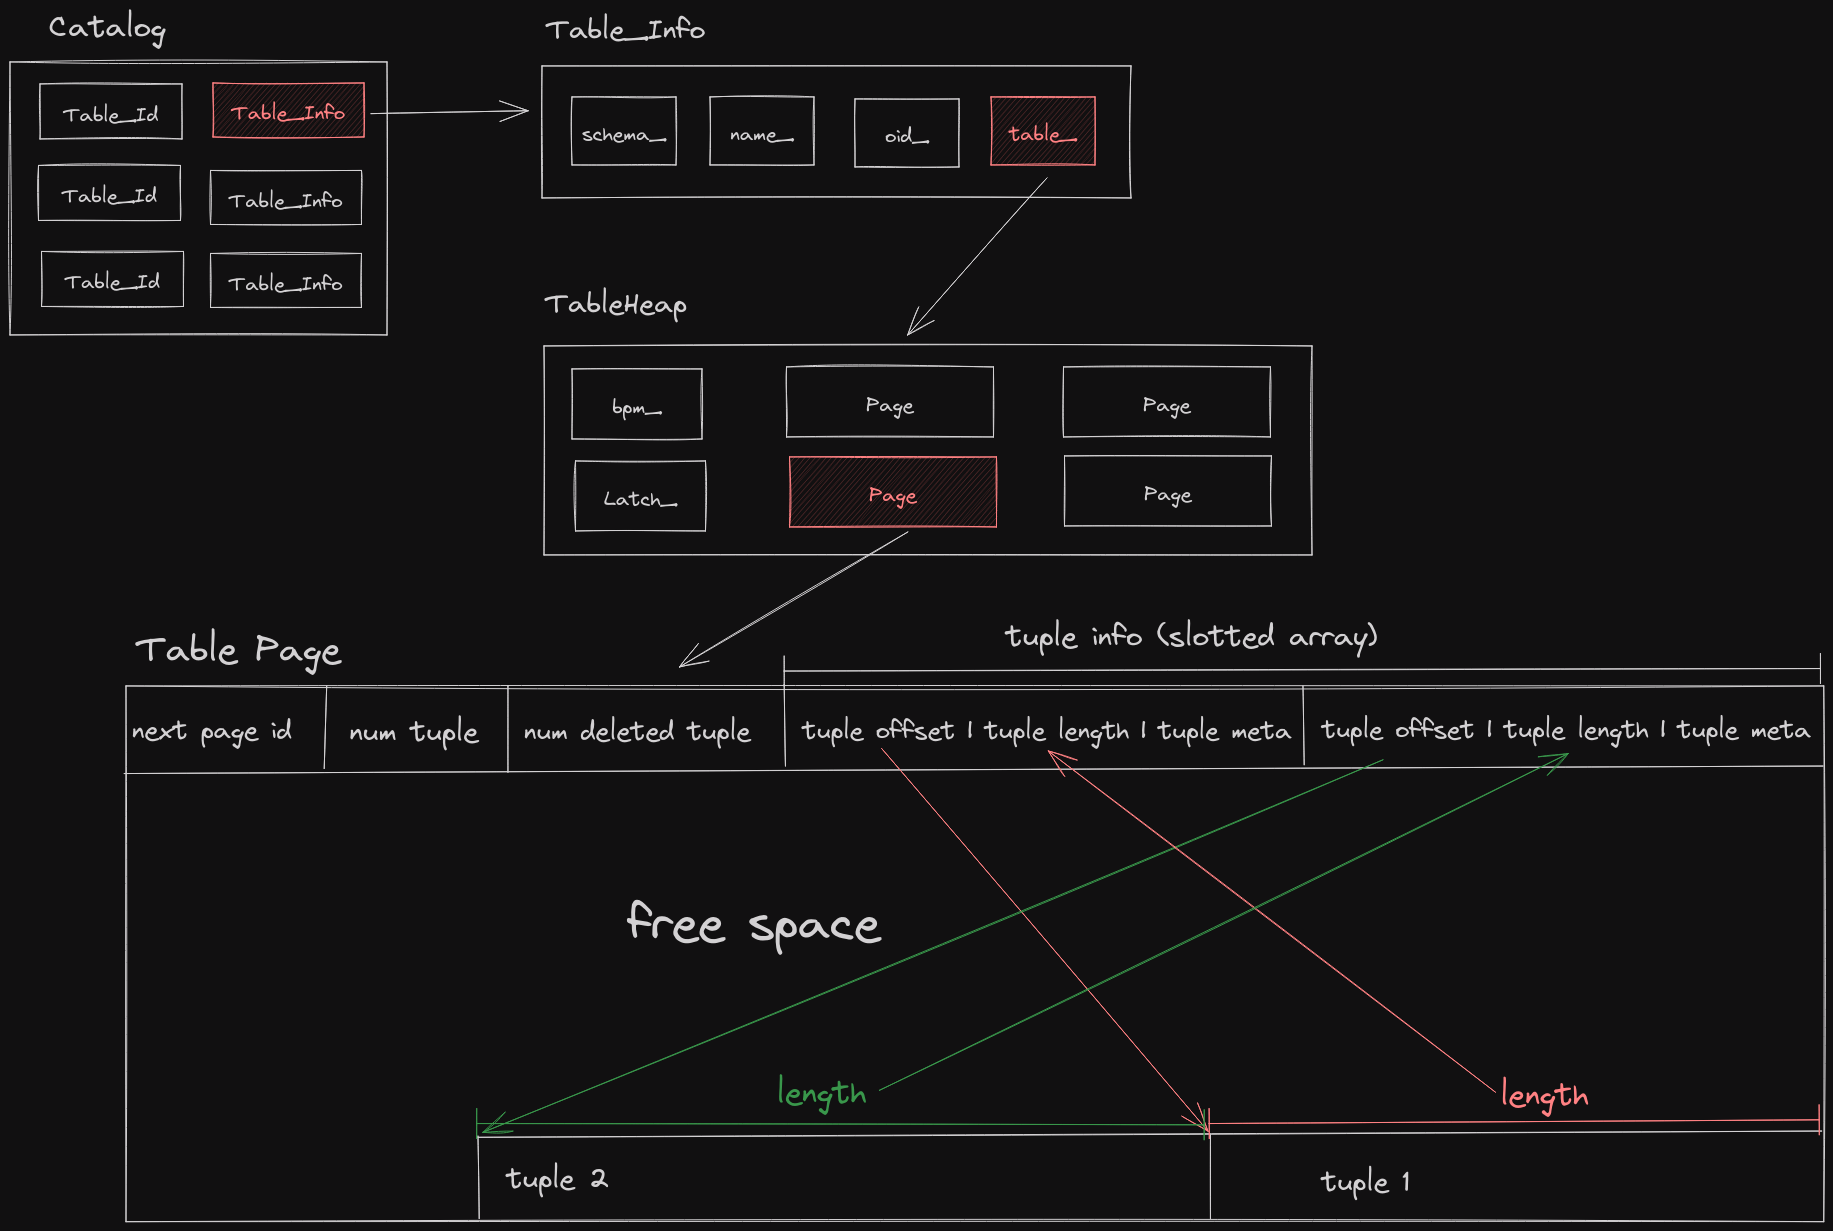 Catalog
Table_Id
Table_Info
Table_Id
Table_Info
Table_Id
Table_Info
Table_Info
schema_
name_
oid_
table_
TableHeap
bpm_
Page
Page
Latch_
Page
Page
Table Page
tuple info (slotted array)
next page id
num tuple
num deleted tuple
tuple offset | tuple length | tuple meta
tuple offset | tuple length | tuple meta
free space
length
length
tuple 2
tuple 1